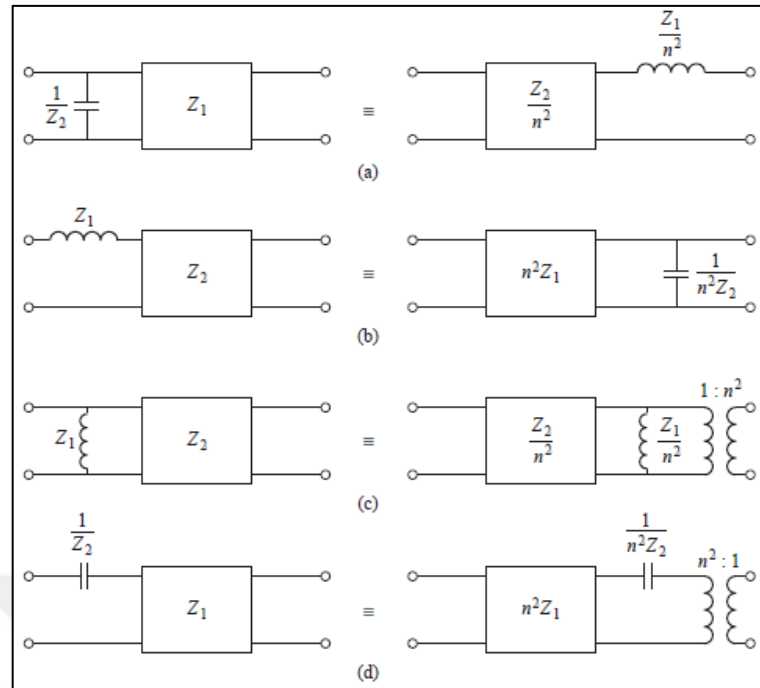 Z₁/n²
1/Z₂
Z₁
≡
Z₂/n²
(a)
Z₁
Z₂
≡
n²Z₁
1/n²Z₂
(b)
1 : n²
Z₁
Z₂
≡
Z₂/n²
Z₁/n²
(c)
1/Z₂
1/n²Z₂
n² : 1
Z₁
≡
n²Z₁
(d)